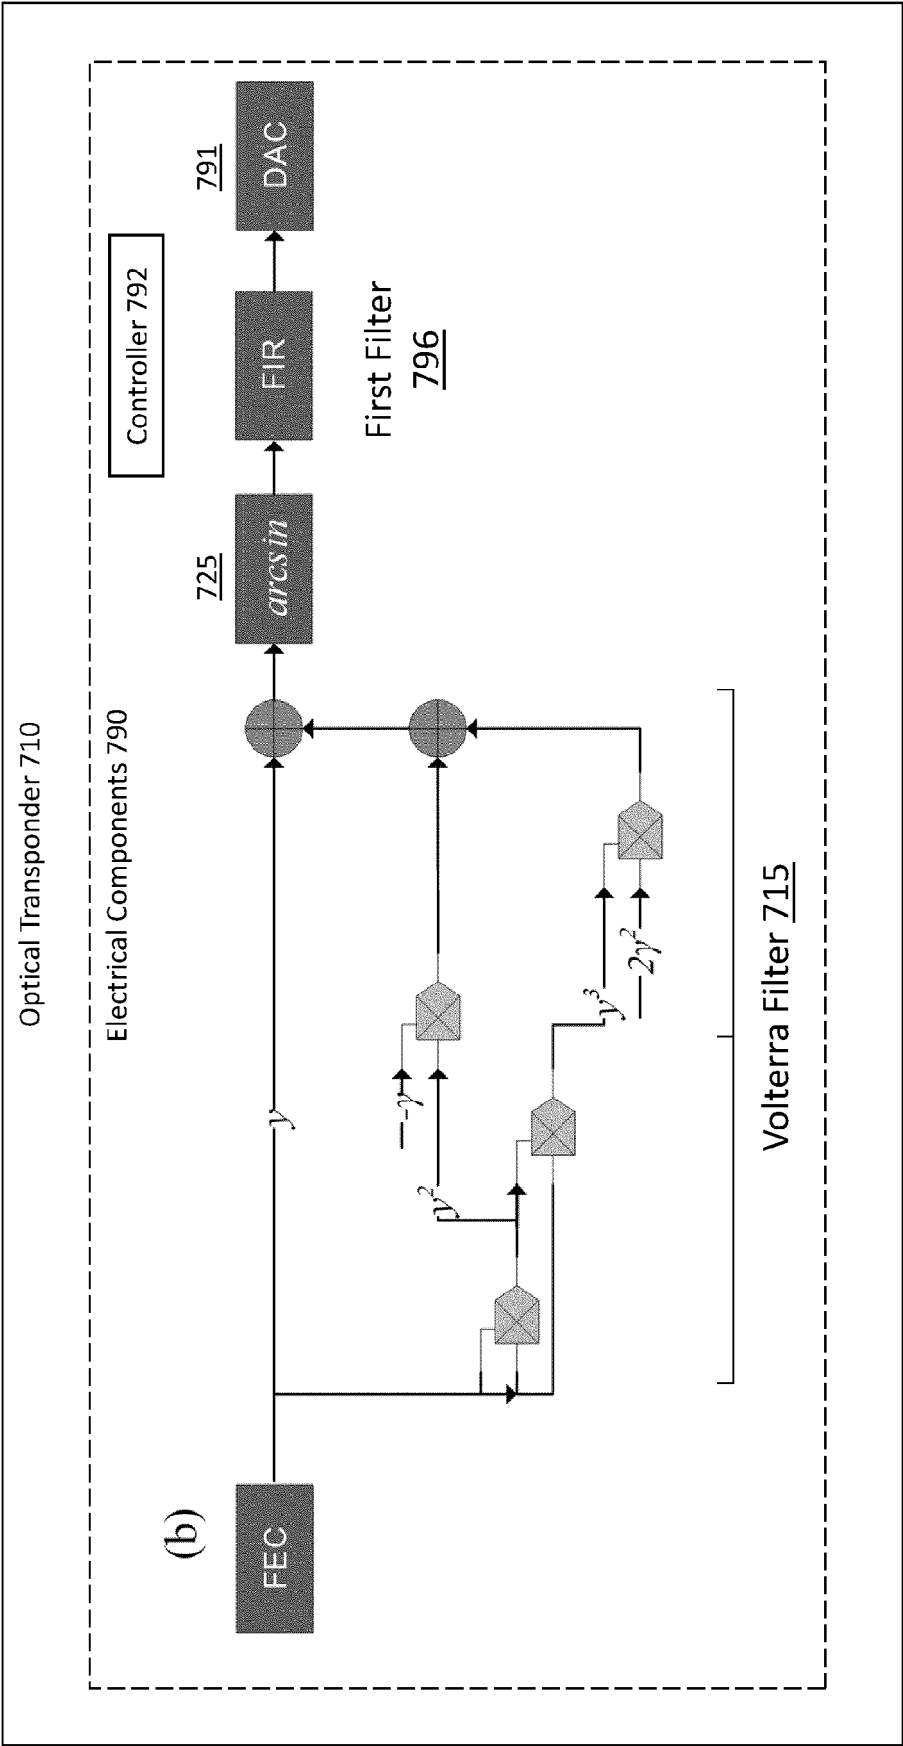 Optical Transponder 710
Electrical Components 790
Controller 792
(b)
725
791
FEC
y
arcsin
FIR
DAC
First Filter
796
-γ
y²
y³
2γ²
Volterra Filter 715